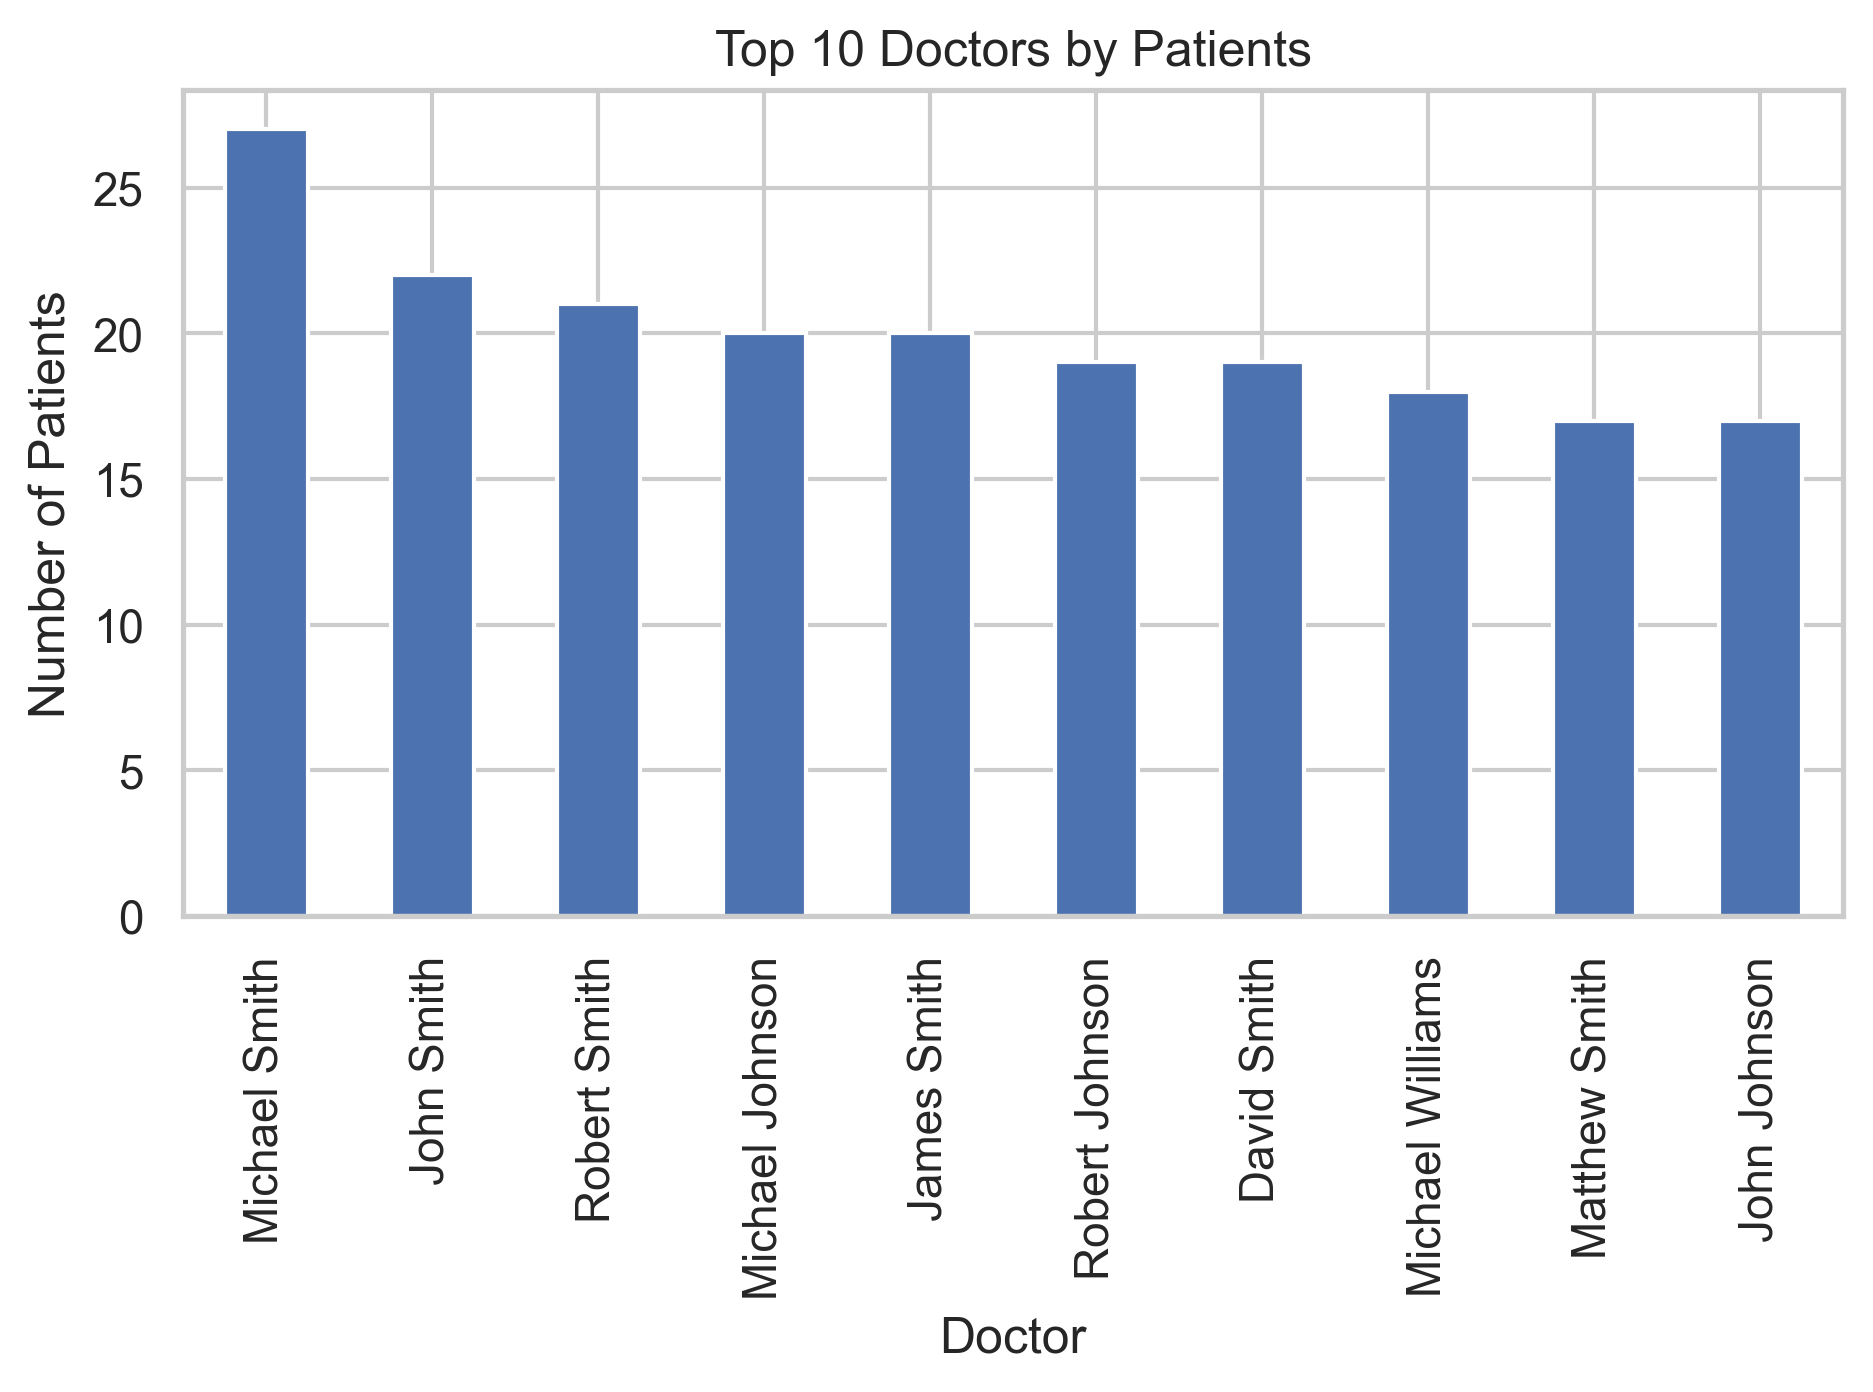 Top 10 Doctors by Patients
Number of Patients
25
20
15
10
5
0
Michael Smith
John Smith
Robert Smith
Michael Johnson
James Smith
Robert Johnson
David Smith
Michael Williams
Matthew Smith
John Johnson
Doctor